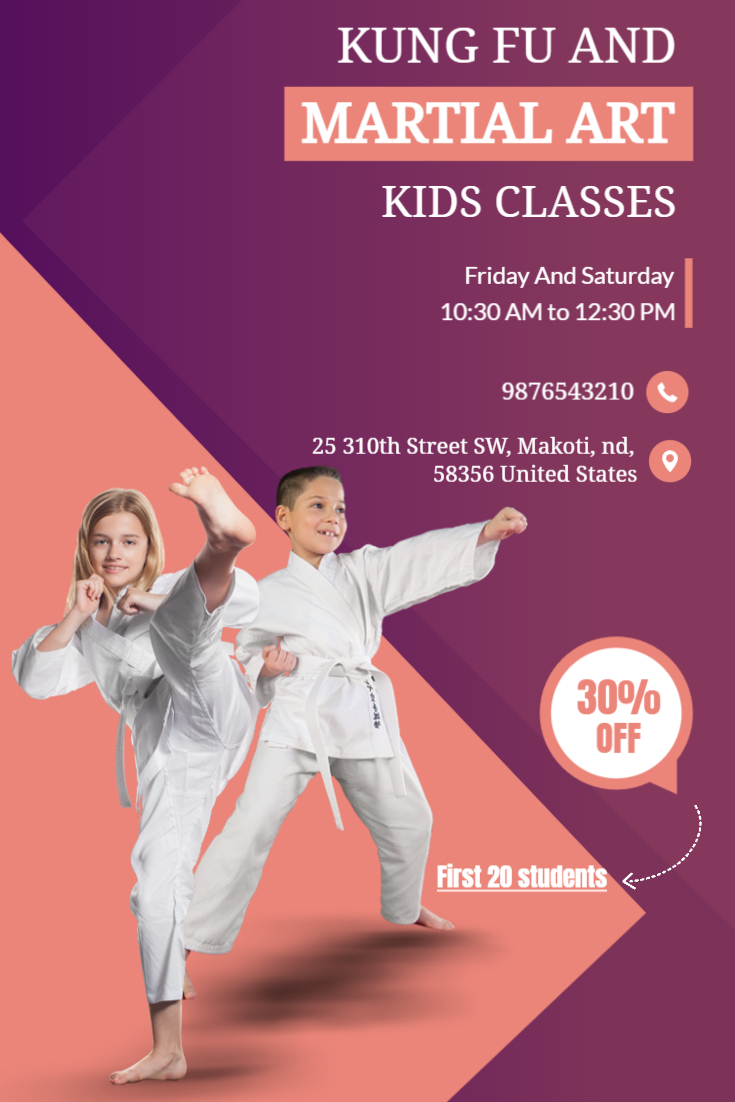 KUNG FU AND
MARTIAL ART
KIDS CLASSES
Friday And Saturday
10:30 AM to 12:30 PM
9876543210
25 310th Street SW, Makoti, nd,
58356 United States
30%
OFF
First 20 students